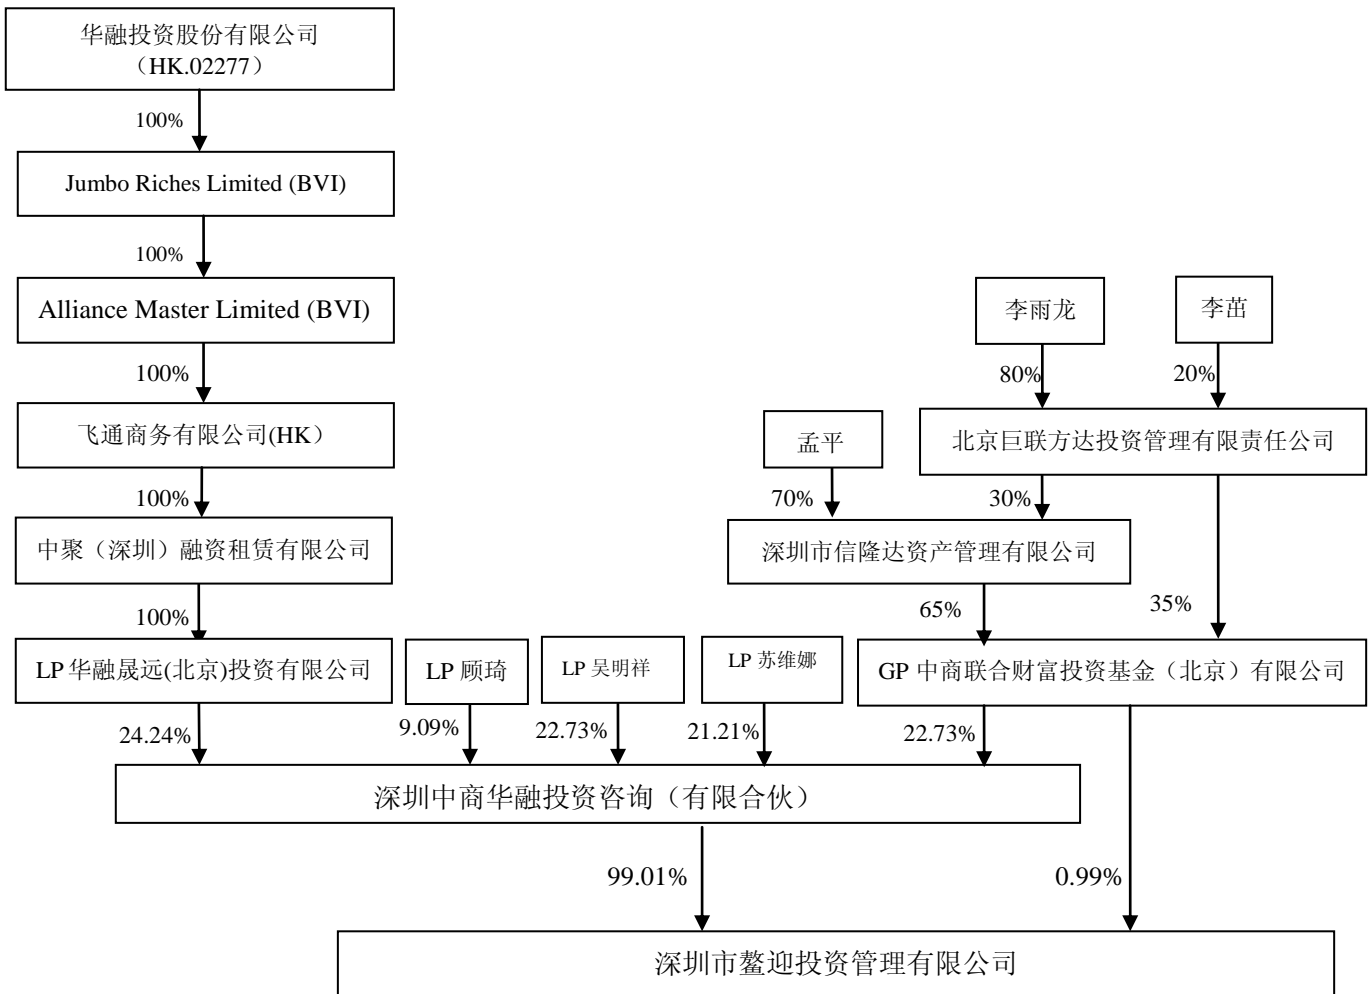 华融投资股份有限公司
（HK.02277）
100%
Jumbo Riches Limited (BVI)
100%
Alliance Master Limited (BVI)
李雨龙
李茁
100%
80%
20%
飞通商务有限公司(HK）
孟平
北京巨联方达投资管理有限责任公司
100%
70%
30%
中聚（深圳）融资租赁有限公司
深圳市信隆达资产管理有限公司
100%
65%
35%
LP 华融晟远(北京)投资有限公司
LP 顾琦
LP 吴明祥
LP 苏维娜
GP 中商联合财富投资基金（北京）有限公司
24.24%
9.09%
22.73%
21.21%
22.73%
深圳中商华融投资咨询（有限合伙）
99.01%
0.99%
深圳市鳌迎投资管理有限公司